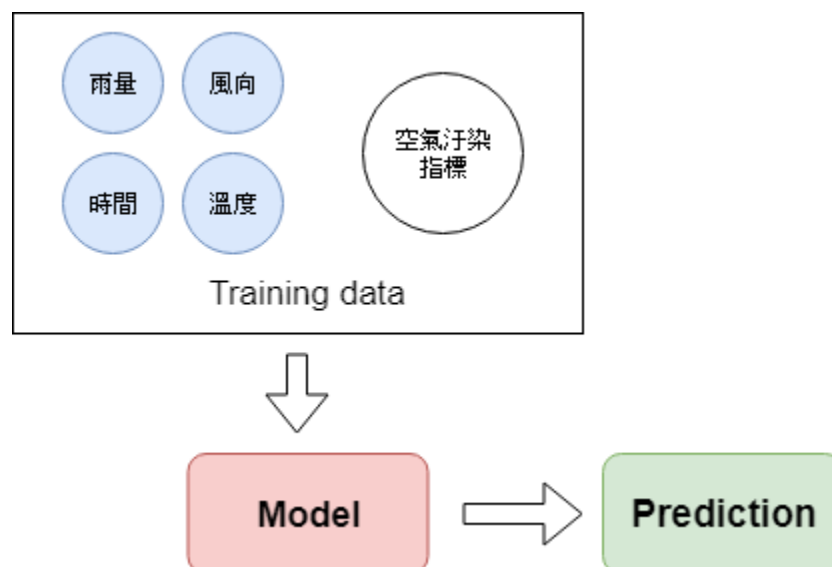 雨量
風向
空氣汙染
指標
時間
溫度
Training data
Model
Prediction